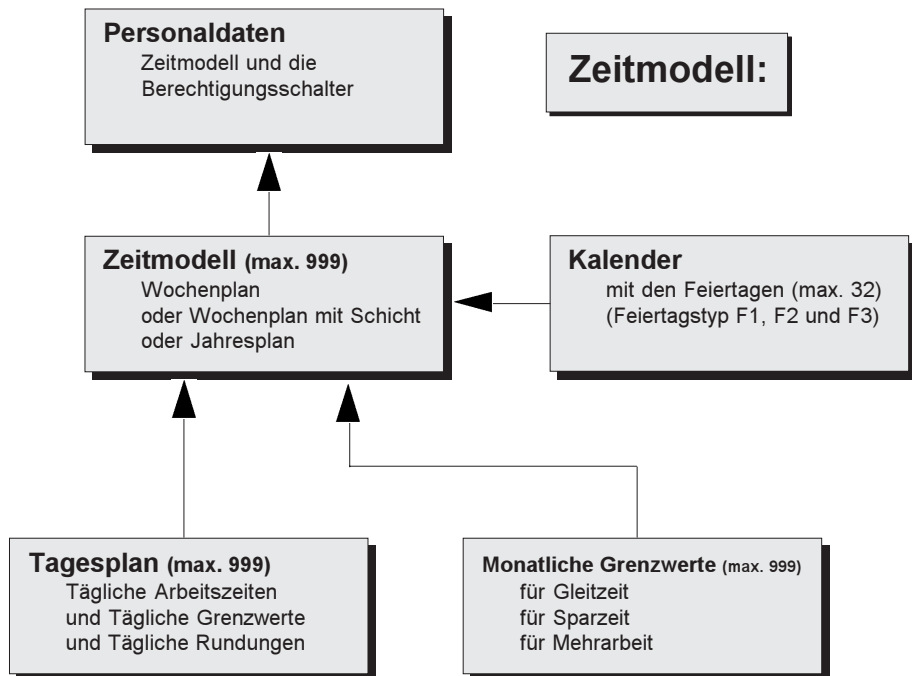 Personaldaten
Zeitmodell und die
Berechtigungsschalter
Zeitmodell:
Zeitmodell (max. 999)
Wochenplan
oder Wochenplan mit Schicht
oder Jahresplan
Kalender
mit den Feiertagen (max. 32)
(Feiertagstyp F1, F2 und F3)
Tagesplan (max. 999)
Tägliche Arbeitszeiten
und Tägliche Grenzwerte
und Tägliche Rundungen
Monatliche Grenzwerte (max. 999)
für Gleitzeit
für Sparzeit
für Mehrarbeit